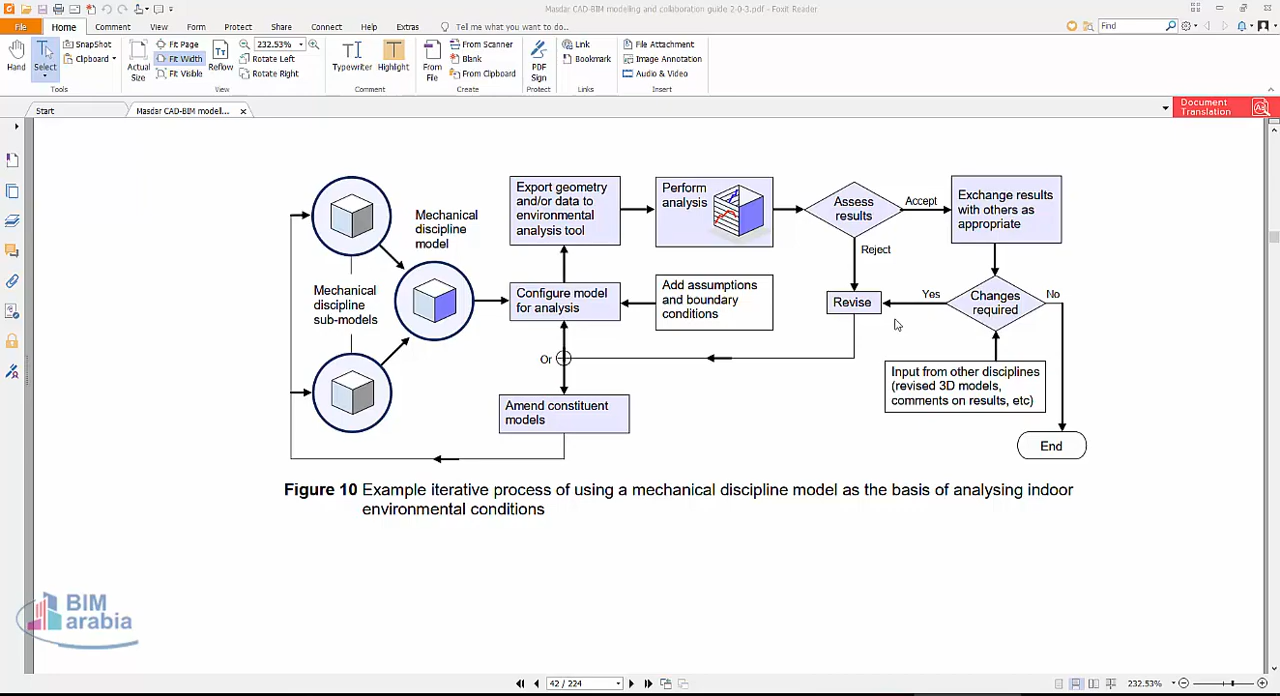 Masdar CAD-BIM modeling and collaboration guide 2-0-3.pdf - Foxit Reader
File
Home
Comment
View
Form
Protect
Share
Connect
Help
Extras
Tell me what you want to do...
Find
Hand
Select
SnapShot
Clipboard
Tools
Actual
Size
Fit Page
Fit Width
Fit Visible
Reflow
232.53%
Rotate Left
Rotate Right
View
Typewriter
Highlight
Comment
From
File
From Scanner
Blank
From Clipboard
Create
PDF
Sign
Protect
Link
Bookmark
Links
File Attachment
Image Annotation
Audio & Video
Insert
Start
Masdar CAD-BIM modell...
Document
Translation
Mechanical
discipline
model
Mechanical
discipline
sub-models
Export geometry
and/or data to
environmental
analysis tool
Perform
analysis
Assess
results
Accept
Exchange results
with others as
appropriate
Reject
Configure model
for analysis
Add assumptions
and boundary
conditions
Revise
Yes
Changes
required
No
Or
Amend constituent
models
Input from other disciplines
(revised 3D models,
comments on results, etc)
End
Figure 10 Example iterative process of using a mechanical discipline model as the basis of analysing indoor
environmental conditions
BIM
arabia
42 / 224
232.53%